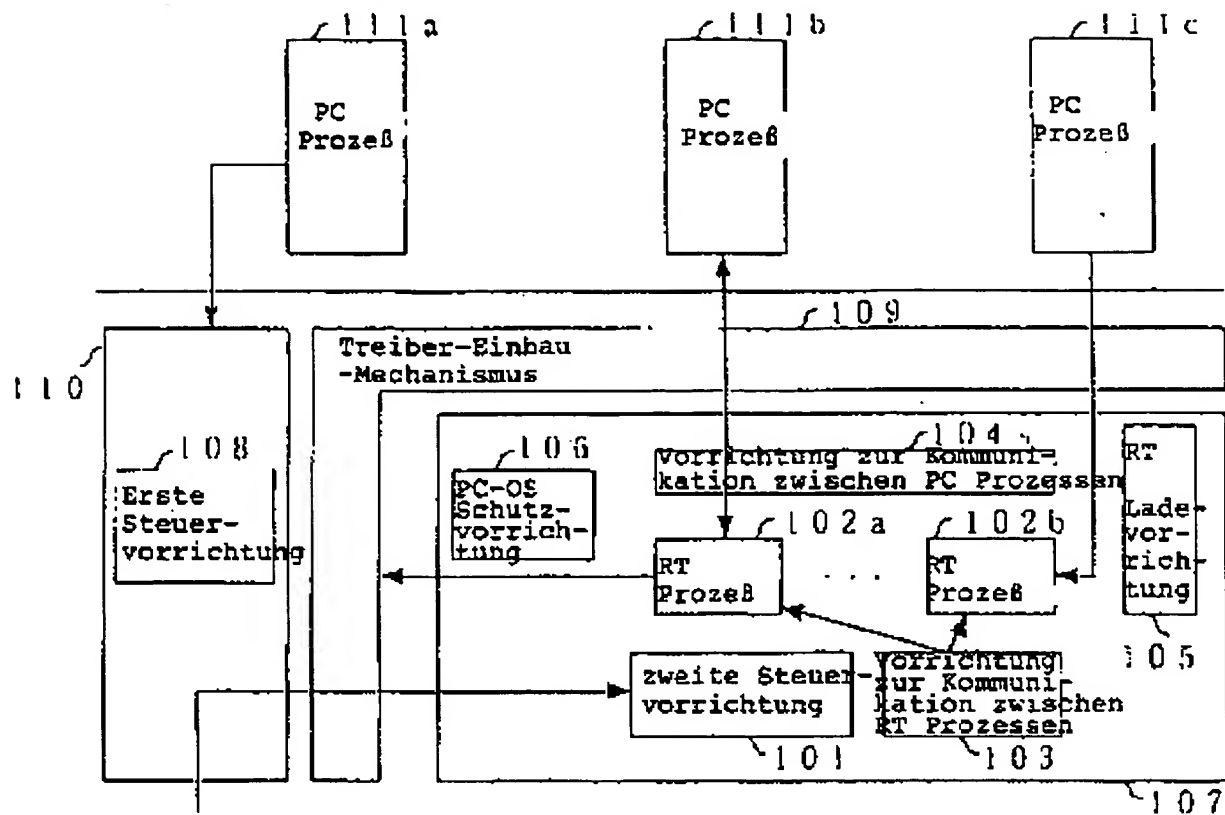 111a
111b
111c
PC
Prozeß
PC
Prozeß
PC
Prozeß
109
Treiber-Einbau
-Mechanismus
110
108
Erste
Steuer-
vorrichtung
106
PC-OS
Schutz-
vorrich-
tung
104
Vorrichtung zur Kommuni-
kation zwischen PC Prozessen
102a
RT
Prozeß
. . .
102b
RT
Prozeß
RT
Lade-
vor-
rich-
tung
105
zweite Steuer-
vorrichtung
101
Vorrichtung
zur Kommuni-
kation zwischen
RT Prozessen
103
107